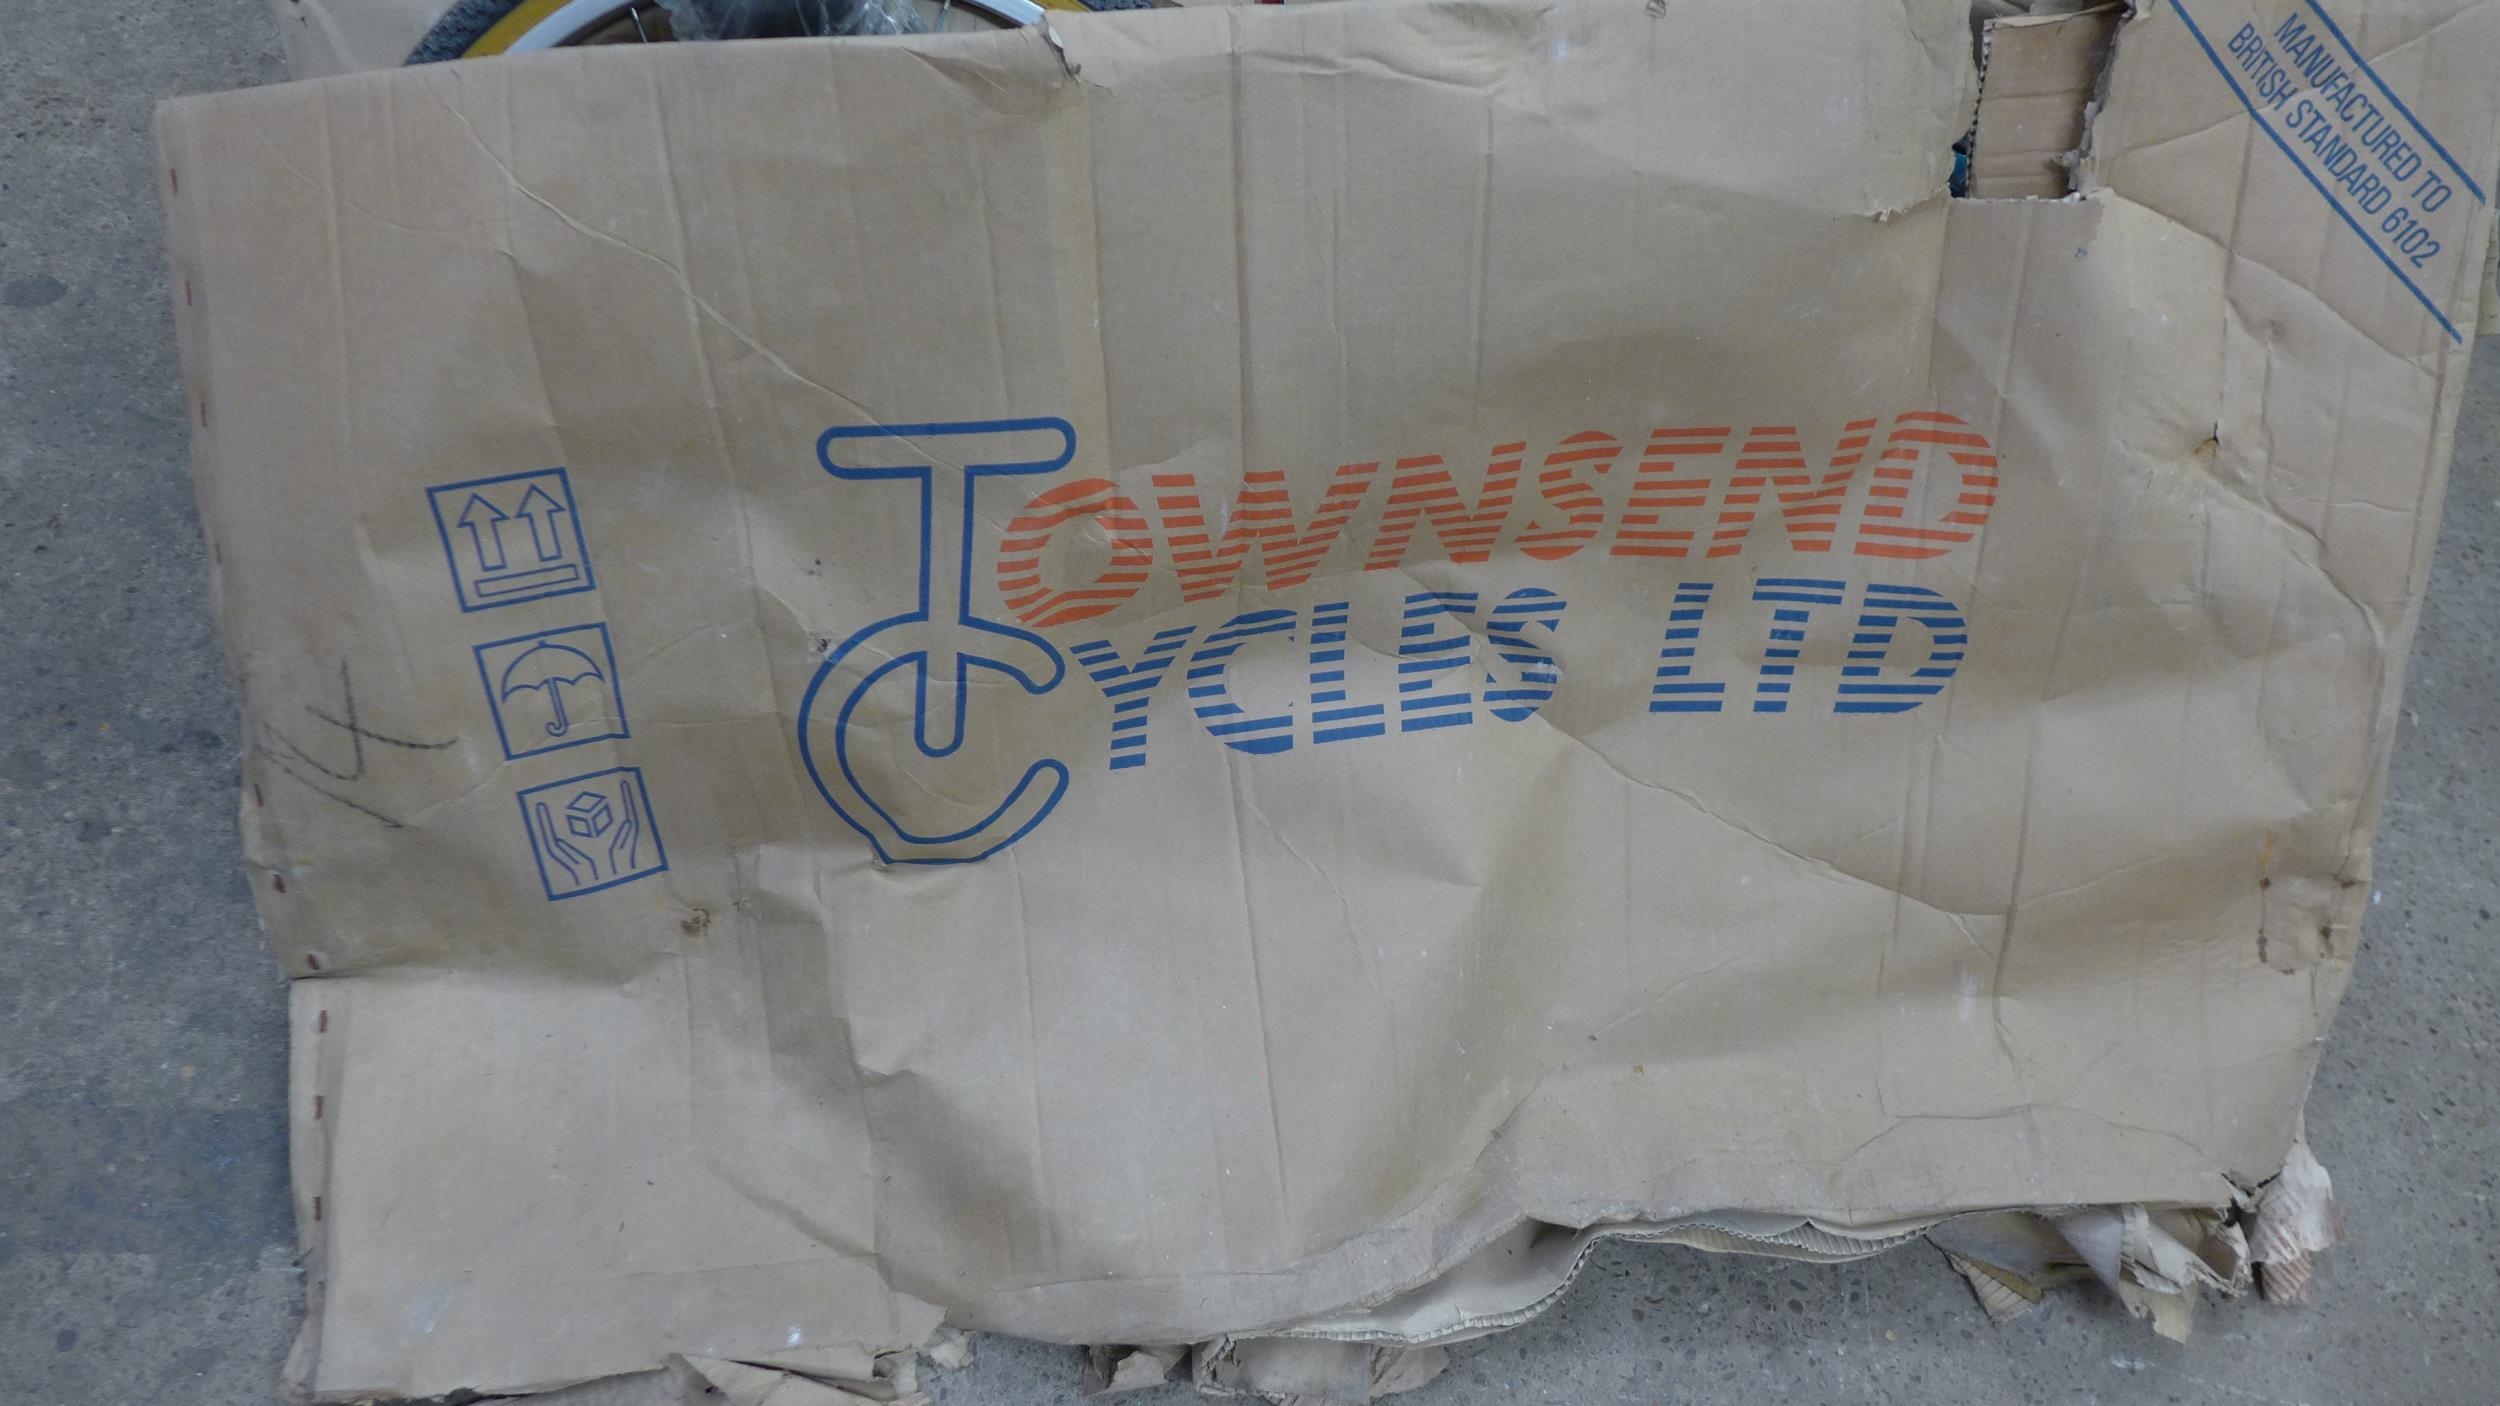 MANUFACTURED TO
BRITISH STANDARD 6102
TOWNSEND
CYCLES LTD